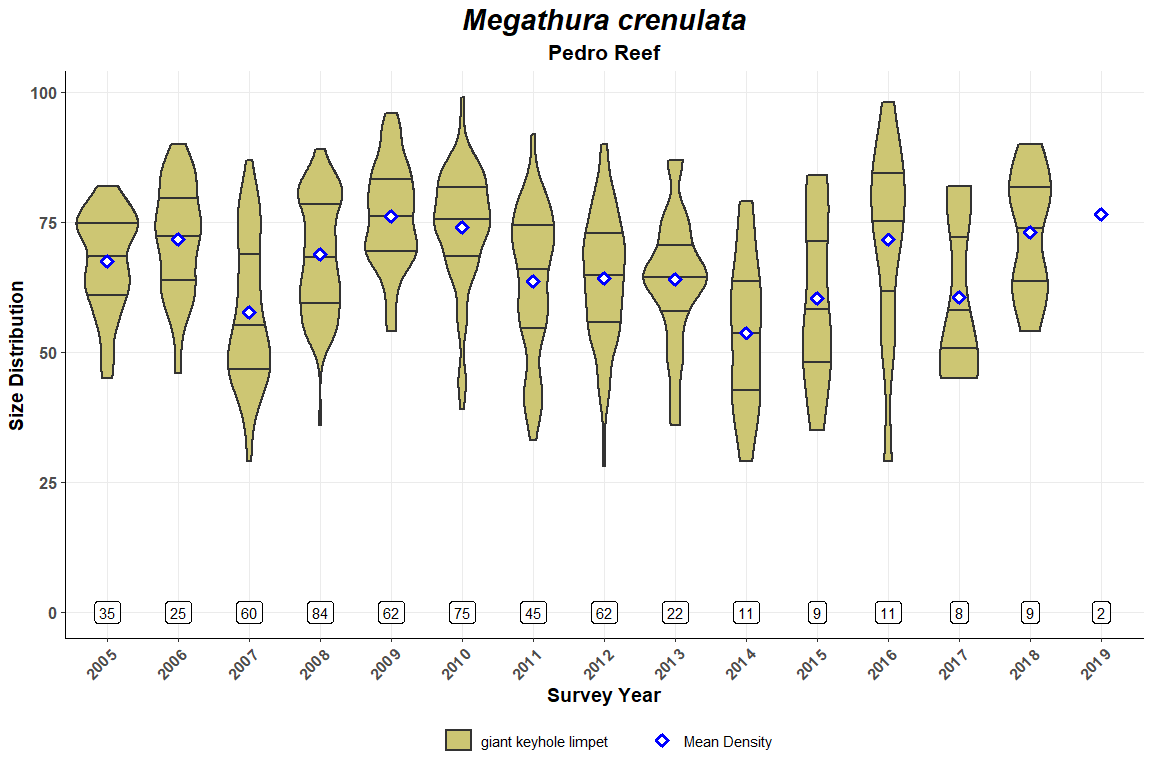 Megathura crenulata
Pedro Reef
Size Distribution
100
75
50
25
0
35 25 60 84 62 75 45 62 22 11 9 11 8 9 2
2005 2006 2007 2008 2009 2010 2011 2012 2013 2014 2015 2016 2017 2018 2019
Survey Year
giant keyhole limpet Mean Density